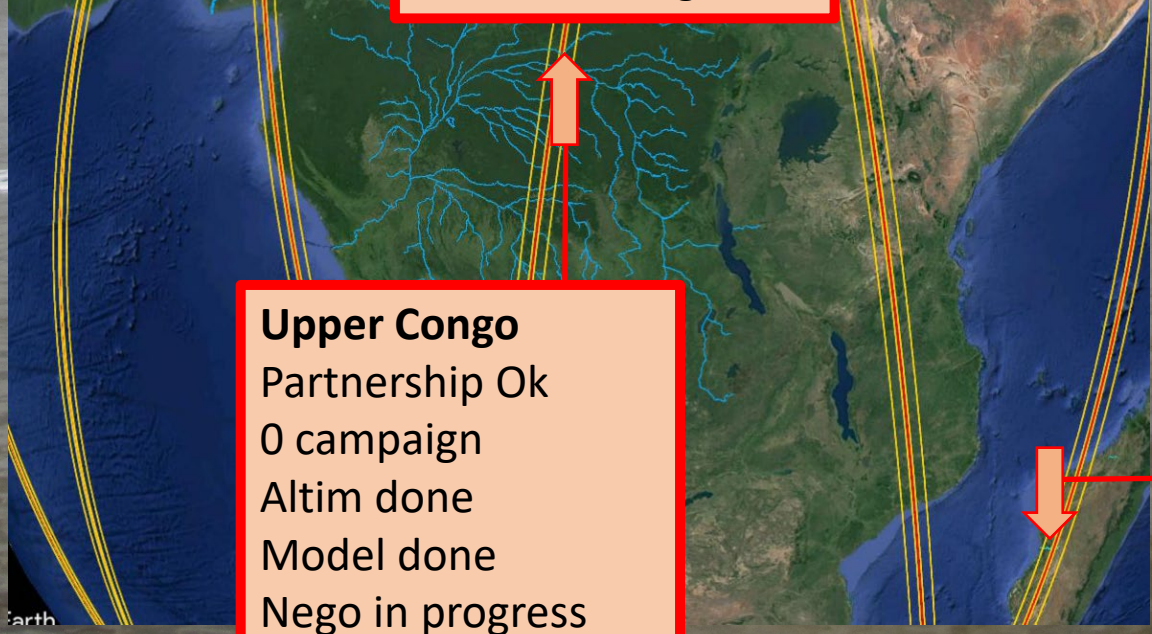 Upper Congo
Partnership Ok
0 campaign
Altim done
Model done
Nego in progress